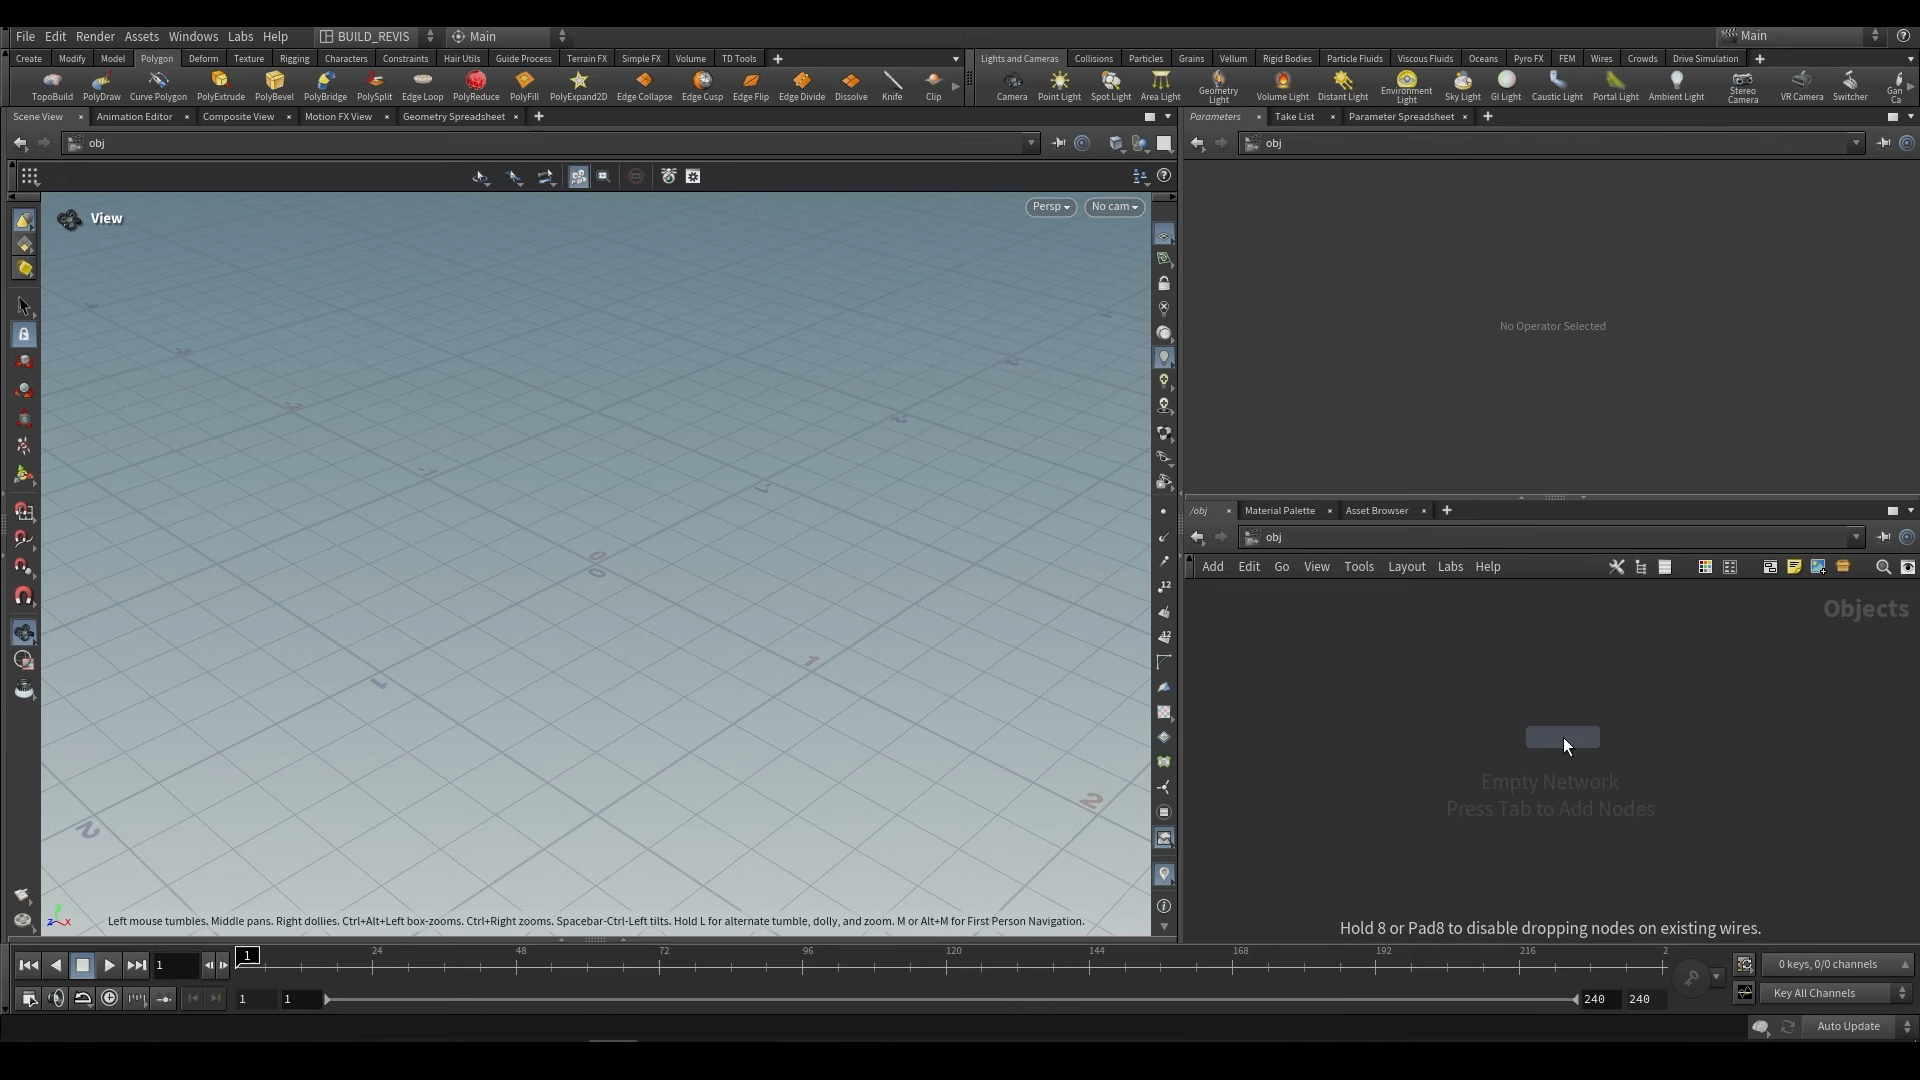 File Edit Render Assets Windows Labs Help BUILD_REVIS Main Main
Create Modify Model Polygon Deform Texture Rigging Characters Constraints Hair Utils Guide Process Terrain FX Simple FX Volume TD Tools
Lights and Cameras Collisions Particles Grains Vellum Rigid Bodies Particle Fluids Viscous Fluids Oceans Pyro FX FEM Wires Crowds Drive Simulation
TopoBuild PolyDraw Curve Polygon PolyExtrude PolyBevel PolyBridge PolySplit Edge Loop PolyReduce PolyFill PolyExpand2D Edge Collapse Edge Cusp Edge Flip Edge Divide Dissolve Knife Clip
Camera Point Light Spot Light Area Light Geometry Light Volume Light Distant Light Environment Light Sky Light GI Light Caustic Light Portal Light Ambient Light Stereo Camera VR Camera Switcher Gan Ca
Scene View Animation Editor Composite View Motion FX View Geometry Spreadsheet
Parameters Take List Parameter Spreadsheet
obj
obj
View
Persp No cam
No Operator Selected
/obj Material Palette Asset Browser
obj
Add Edit Go View Tools Layout Labs Help
Objects
0
0
1
2
2
12
12
Empty Network
Press Tab to Add Nodes
Left mouse tumbles. Middle pans. Right dollies. Ctrl+Alt+Left box-zooms. Ctrl+Right zooms. Spacebar-Ctrl-Left tilts. Hold L for alternate tumble, dolly, and zoom. M or Alt+M for First Person Navigation.
z x
Hold 8 or Pad8 to disable dropping nodes on existing wires.
1 1 24 48 72 96 120 144 168 192 216 2
0 keys, 0/0 channels
1 1 240 240
Key All Channels
Auto Update